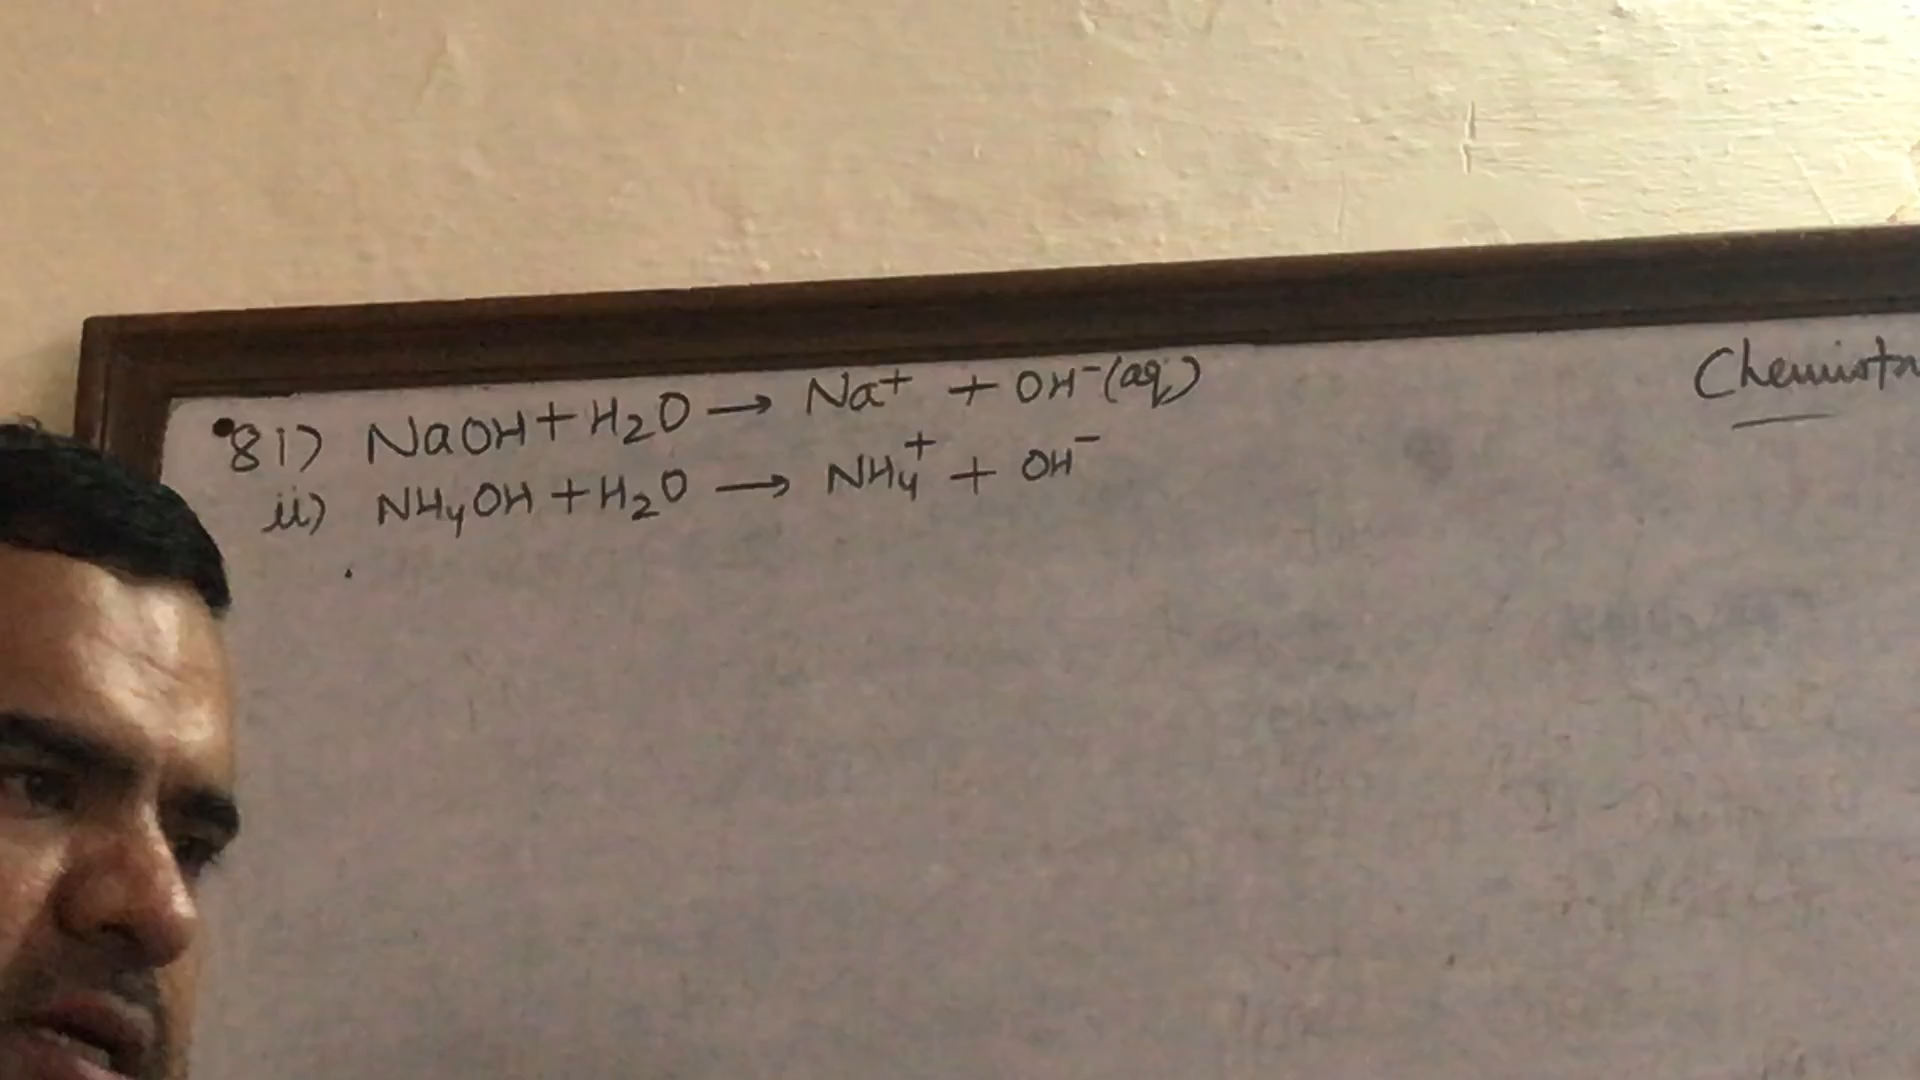 8 i) NaOH + H₂O → Na⁺ + OH⁻ (aq)
ii) NH₄OH + H₂O → NH₄⁺ + OH⁻